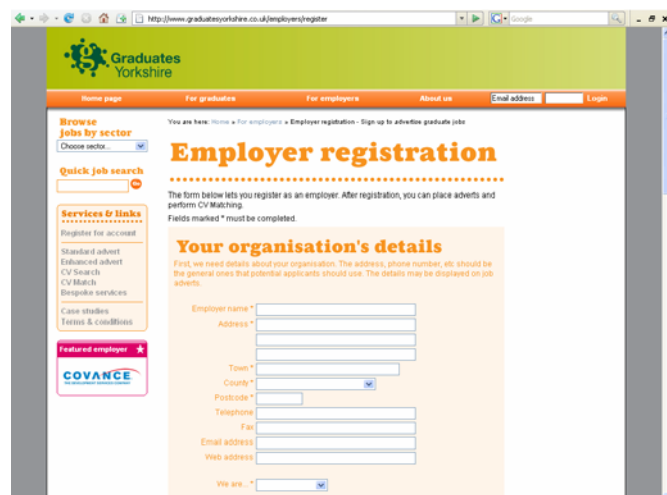 http://www.graduatesyorkshire.co.uk/employers/register
G Google
Graduates
Yorkshire
Home page For graduates For employers About us Email address Login
Browse
jobs by sector
Choose sector...
Quick job search
Go
Services & links
Register for account
Standard advert
Enhanced advert
CV Search
CV Match
Bespoke services
Case studies
Terms & conditions
Featured employer
COVANCE
THE DEVELOPMENT SERVICES COMPANY
You are here: Home » For employers » Employer registration - Sign up to advertise graduate jobs
Employer registration
The form below lets you register as an employer. After registration, you can place adverts and
perform CV Matching.
Fields marked * must be completed.
Your organisation's details
First, we need details about your organisation. The address, phone number, etc should be
the general ones that potential applicants should use. The details may be displayed on job
adverts.
Employer name *
Address *
Town *
County *
Postcode *
Telephone
Fax
Email address
Web address
We are... *